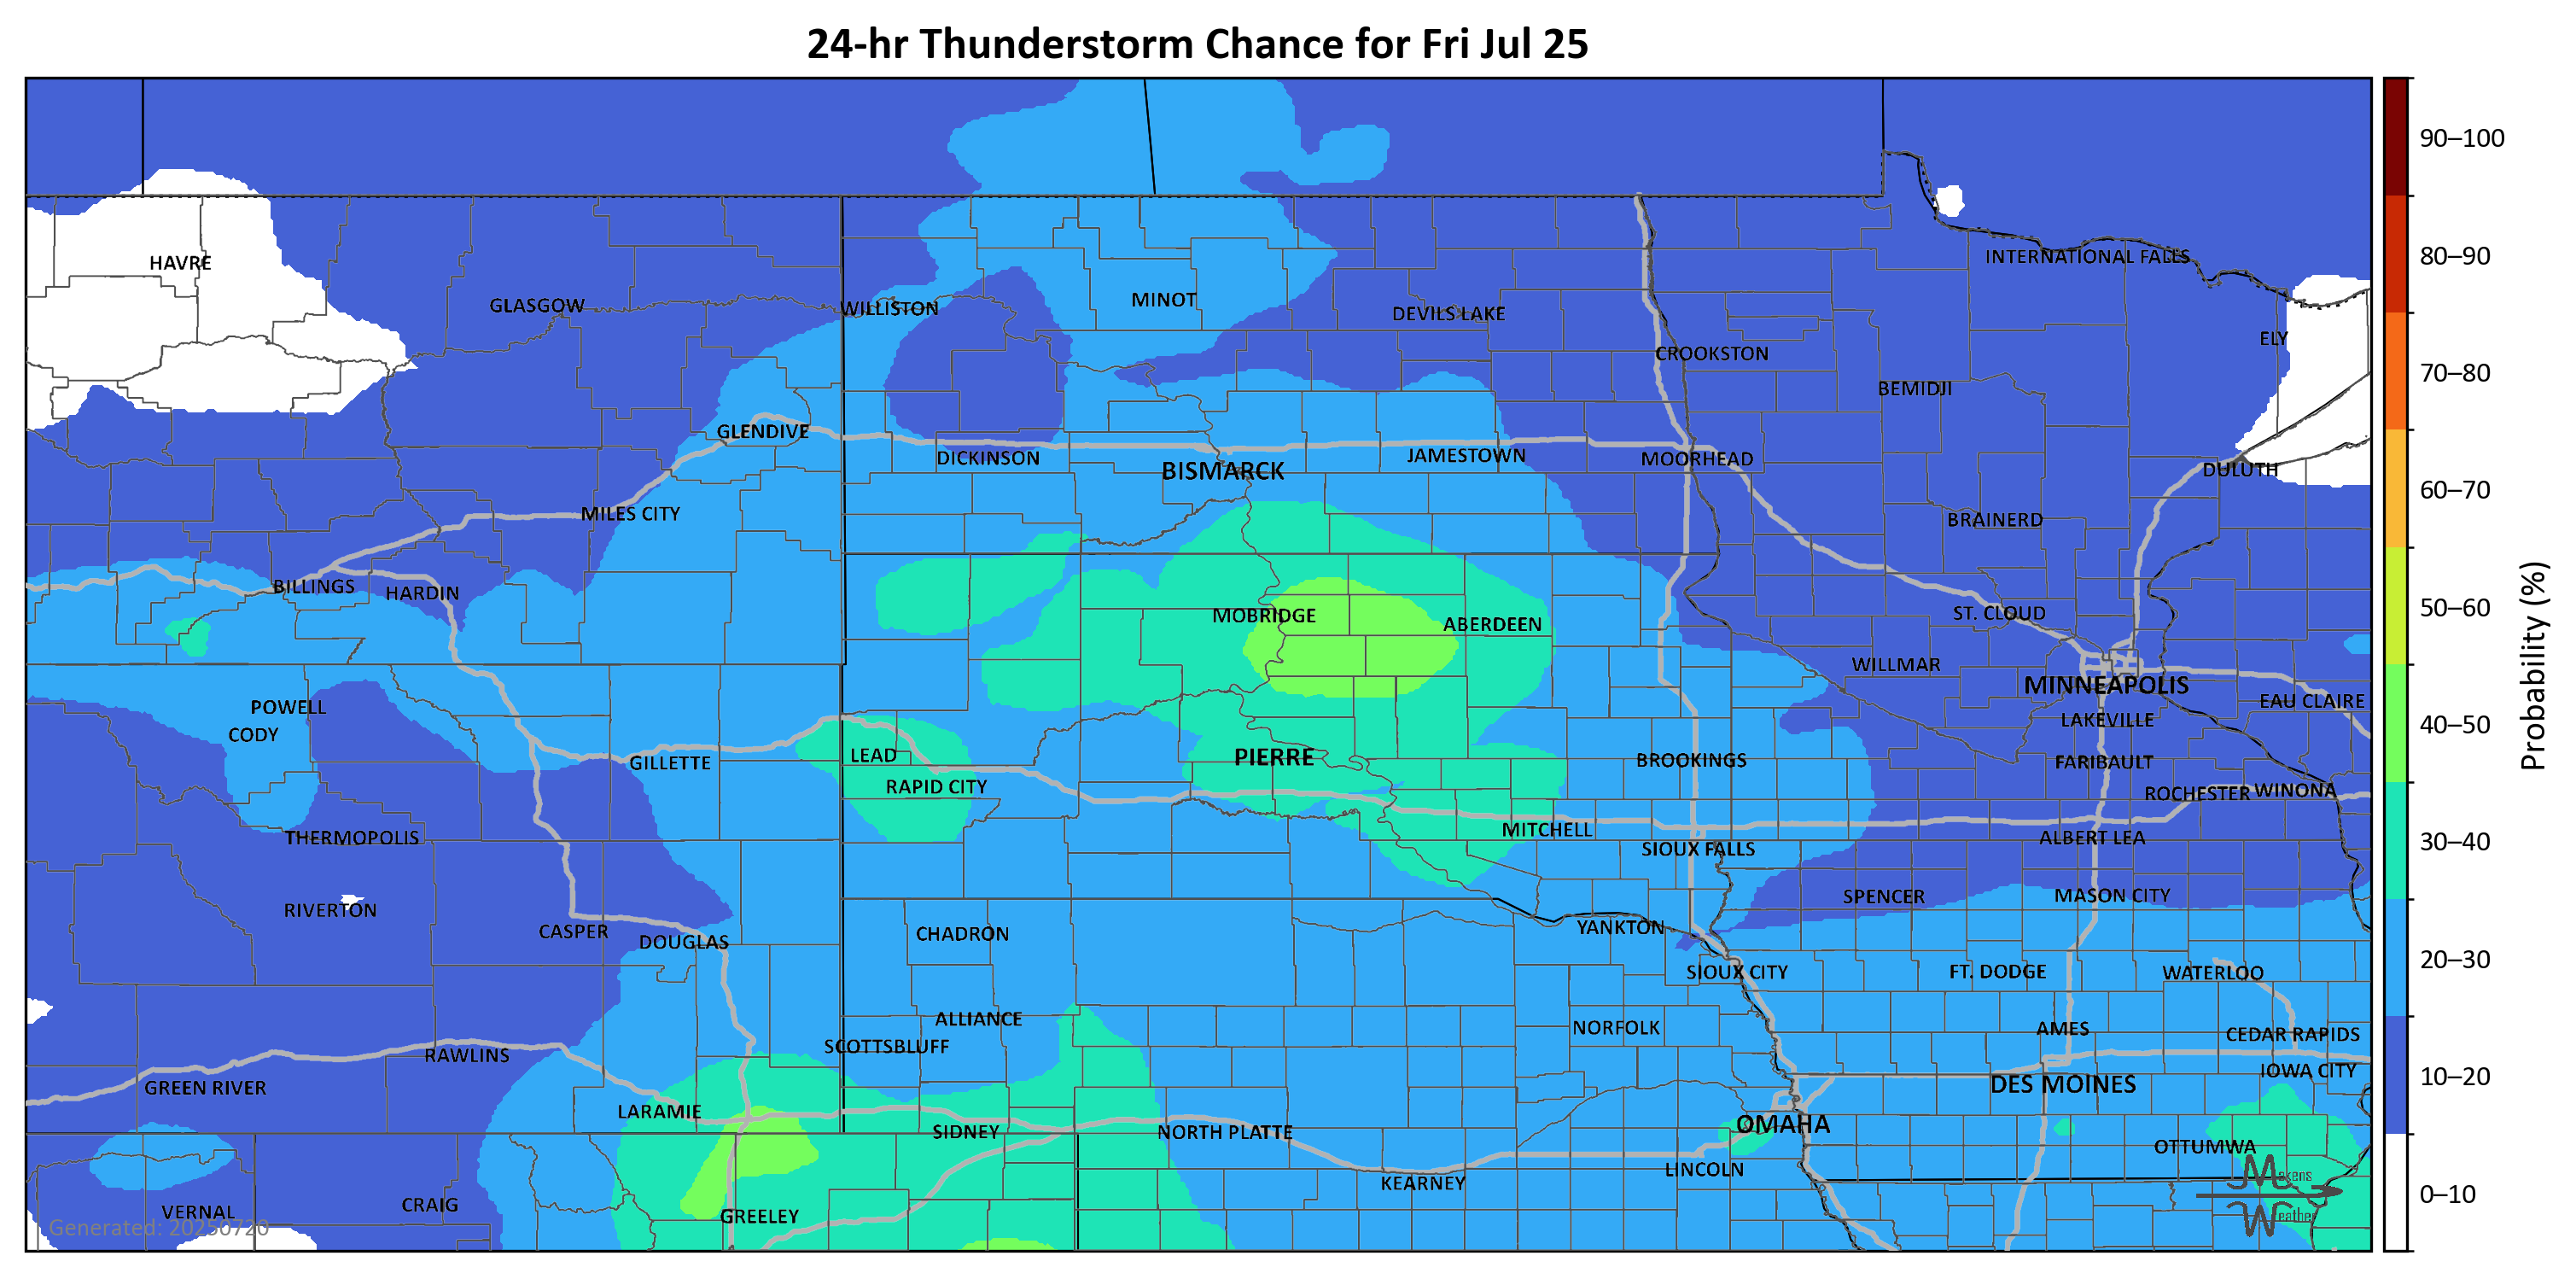 24-hr Thunderstorm Chance for Fri Jul 25
90–100
HAVRE
INTERNATIONAL FALLS
80–90
GLASGOW
WILLISTON
MINOT
DEVILS LAKE
ELY
CROOKSTON
70–80
BEMIDJI
GLENDIVE
DICKINSON
BISMARCK
JAMESTOWN
MOORHEAD
DULUTH
60–70
MILES CITY
BRAINERD
BILLINGS
HARDIN
MOBRIDGE
ABERDEEN
ST. CLOUD
50–60
WILLMAR
MINNEAPOLIS
POWELL
EAU CLAIRE
CODY
LAKEVILLE
40–50
LEAD
PIERRE
BROOKINGS
FARIBAULT
GILLETTE
RAPID CITY
ROCHESTER
WINONA
Probability (%)
THERMOPOLIS
MITCHELL
ALBERT LEA
30–40
SIOUX FALLS
RIVERTON
SPENCER
MASON CITY
CASPER
DOUGLAS
CHADRON
YANKTON
20–30
SIOUX CITY
FT. DODGE
WATERLOO
ALLIANCE
NORFOLK
AMES
CEDAR RAPIDS
RAWLINS
SCOTTSBLUFF
IOWA CITY
10–20
GREEN RIVER
DES MOINES
LARAMIE
OMAHA
SIDNEY
NORTH PLATTE
OTTUMWA
LINCOLN
KEARNEY
Makens
Weather
0–10
VERNAL
CRAIG
GREELEY
Generated: 20250720